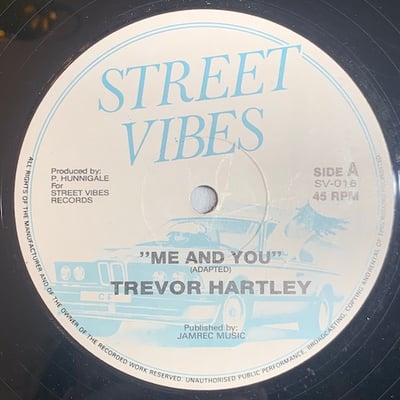 STREET
VIBES
Produced by:
P. HUNNIGALE
For
STREET VIBES
RECORDS
SIDE A
SV-016
45 RPM
"ME AND YOU"
(ADAPTED)
TREVOR HARTLEY
Published by:
JAMREC MUSIC
ALL RIGHTS OF THE MANUFACTURER AND OF THE OWNER OF THE RECORDED WORK RESERVED. UNAUTHORISED PUBLIC PERFORMANCE, BROADCASTING, COPYING AND RENTAL OF THIS RECORD PROHIBITED.